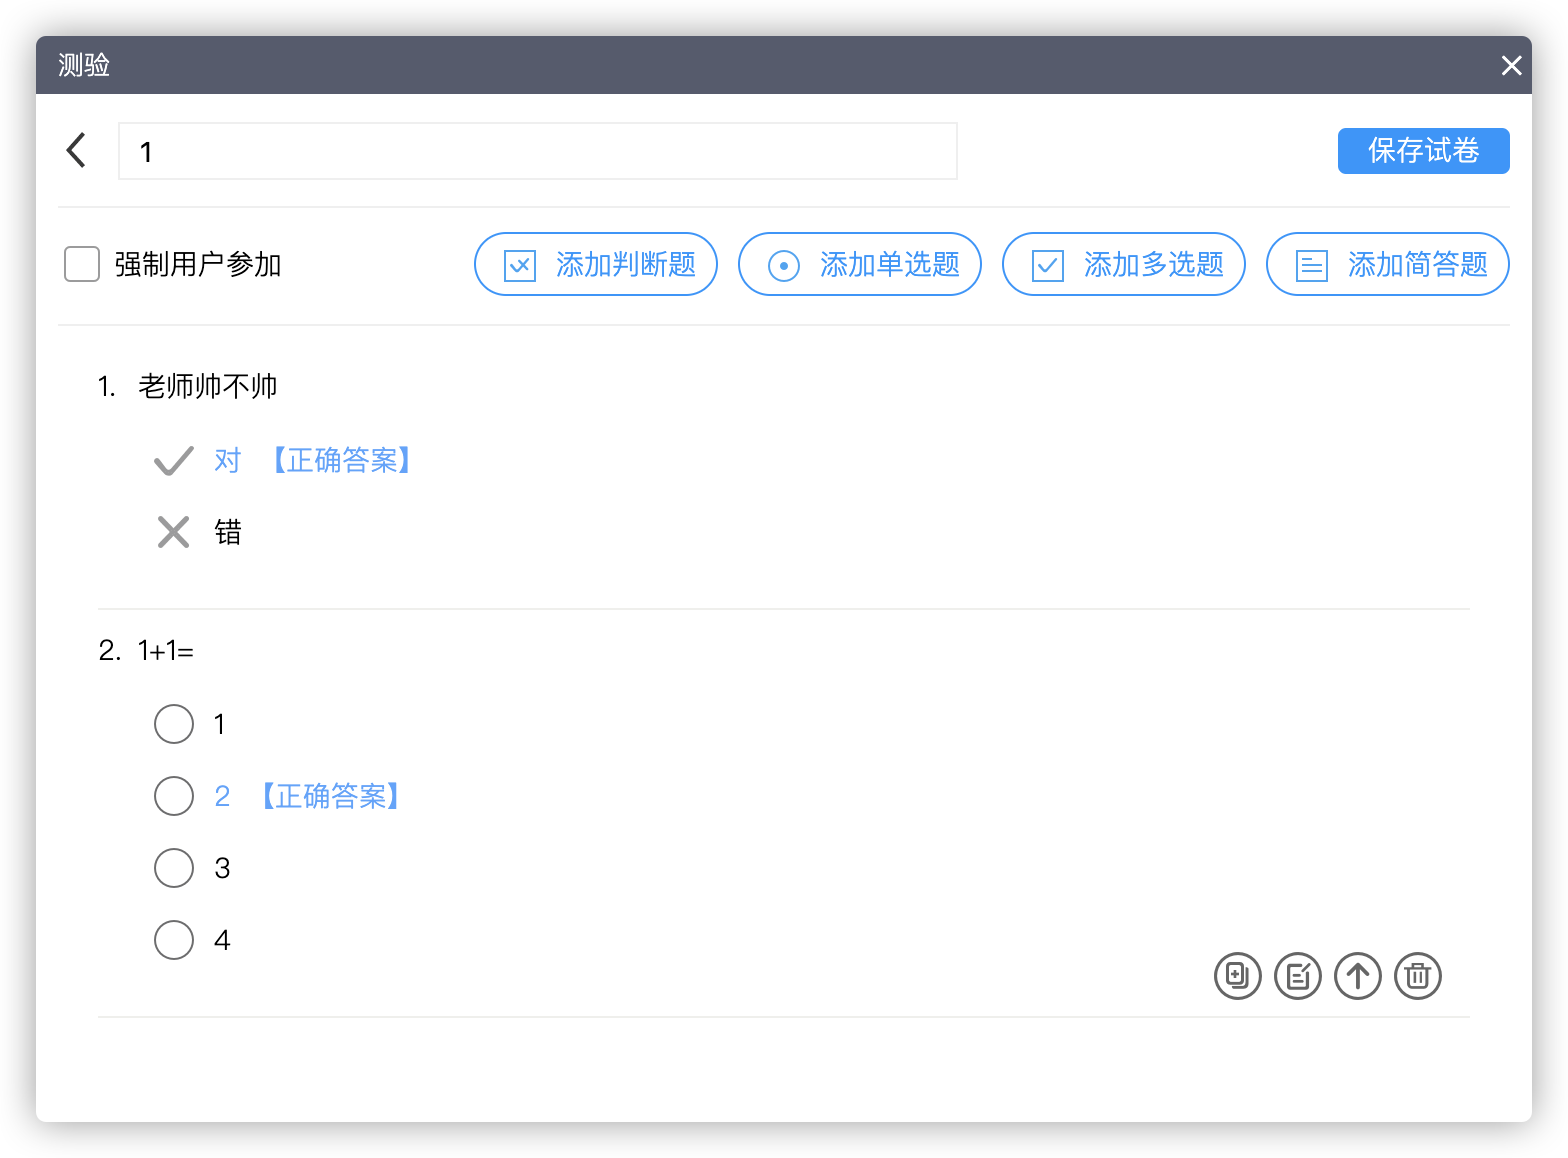 测验
1
保存试卷
强制用户参加 添加判断题 添加单选题 添加多选题 添加简答题
1. 老师帅不帅
对 【正确答案】
错
2. 1+1=
1
2 【正确答案】
3
4